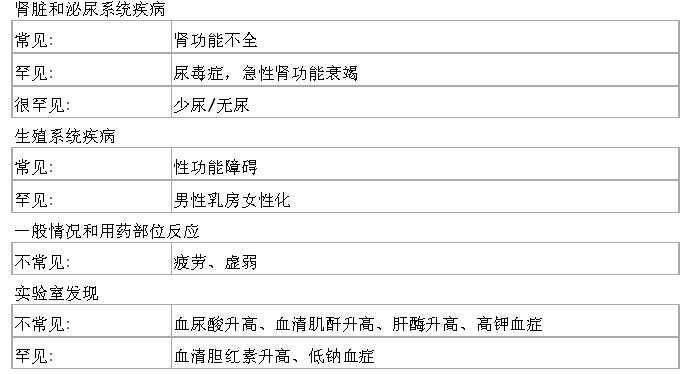 肾脏和泌尿系统疾病
常见： 肾功能不全
罕见： 尿毒症，急性肾功能衰竭
很罕见： 少尿/无尿
生殖系统疾病
常见： 性功能障碍
罕见： 男性乳房女性化
一般情况和用药部位反应
不常见： 疲劳、虚弱
实验室发现
不常见： 血尿酸升高、血清肌酐升高、肝酶升高、高钾血症
罕见： 血清胆红素升高、低钠血症